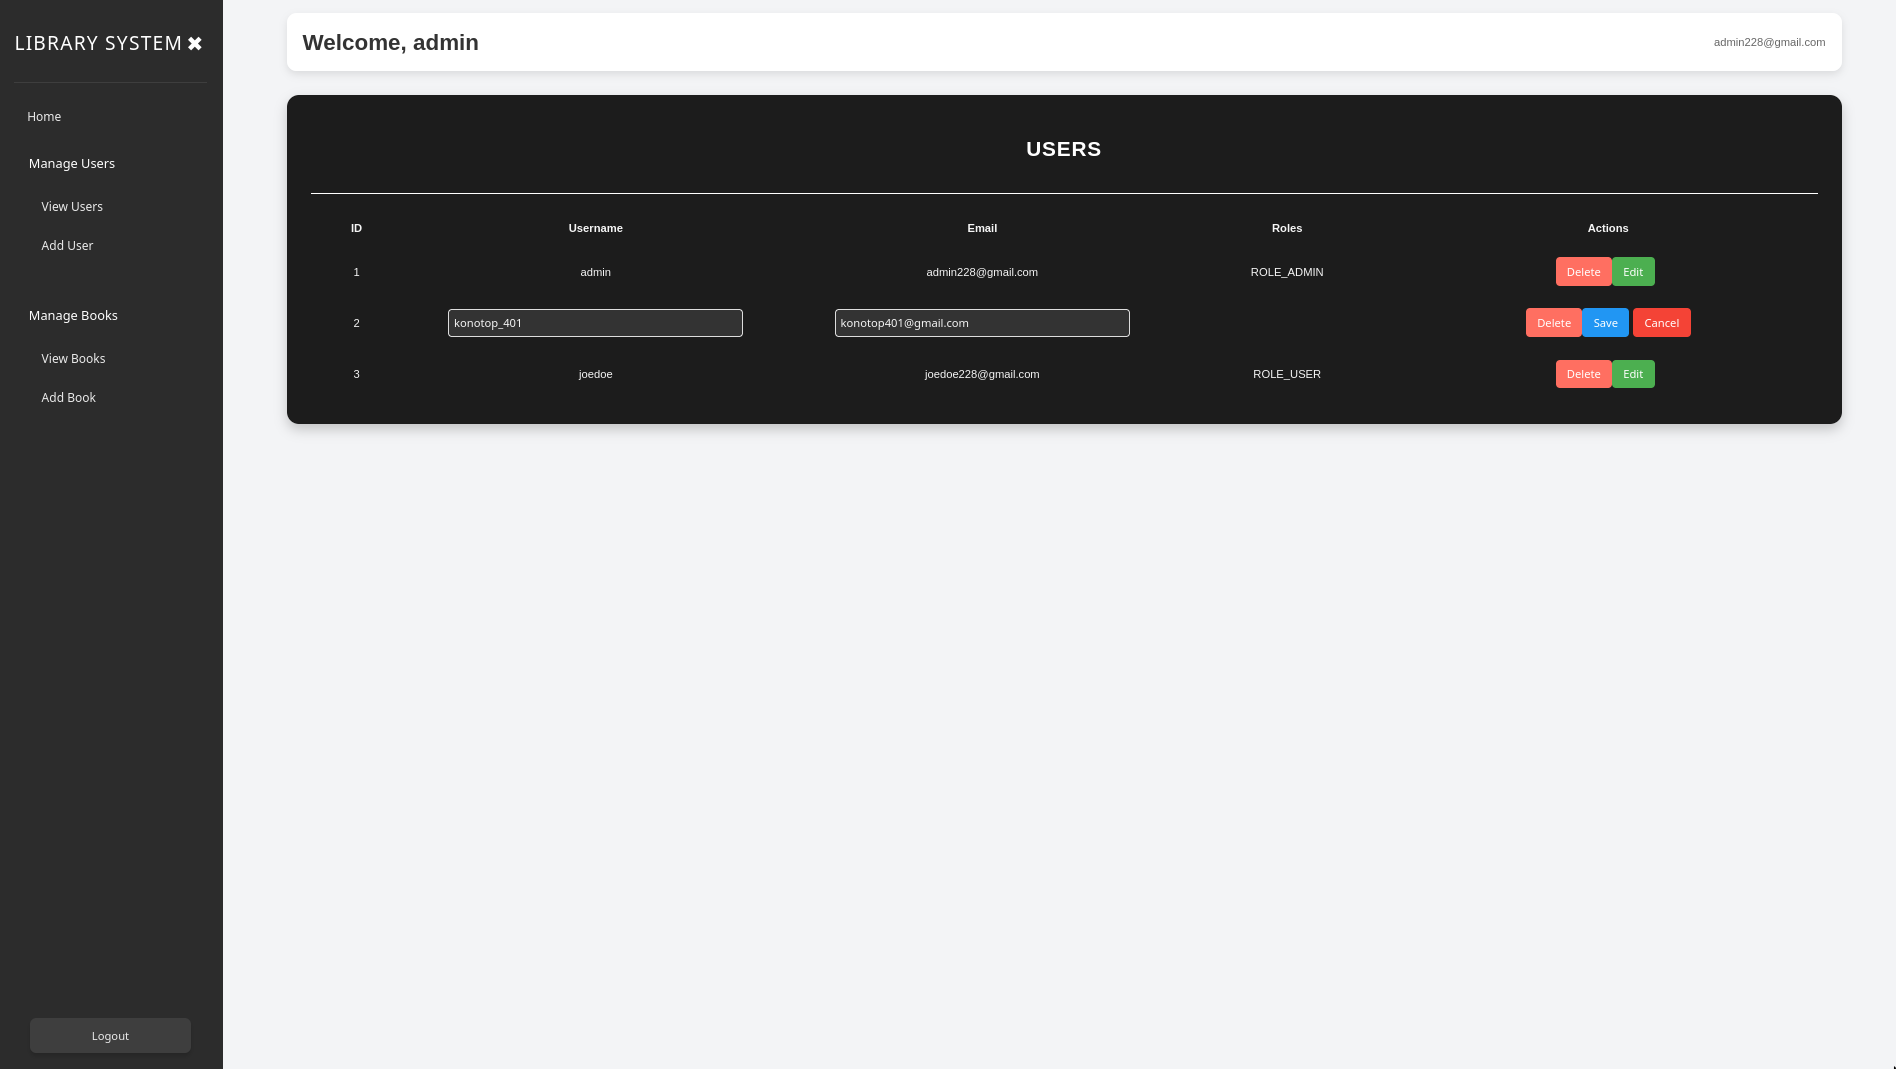 LIBRARY SYSTEM ✖
Home
Manage Users
View Users
Add User
Manage Books
View Books
Add Book
Logout
Welcome, admin
admin228@gmail.com
USERS
ID Username Email Roles Actions
1 admin admin228@gmail.com ROLE_ADMIN Delete Edit
2 konotop_401 konotop401@gmail.com Delete Save Cancel
3 joedoe joedoe228@gmail.com ROLE_USER Delete Edit